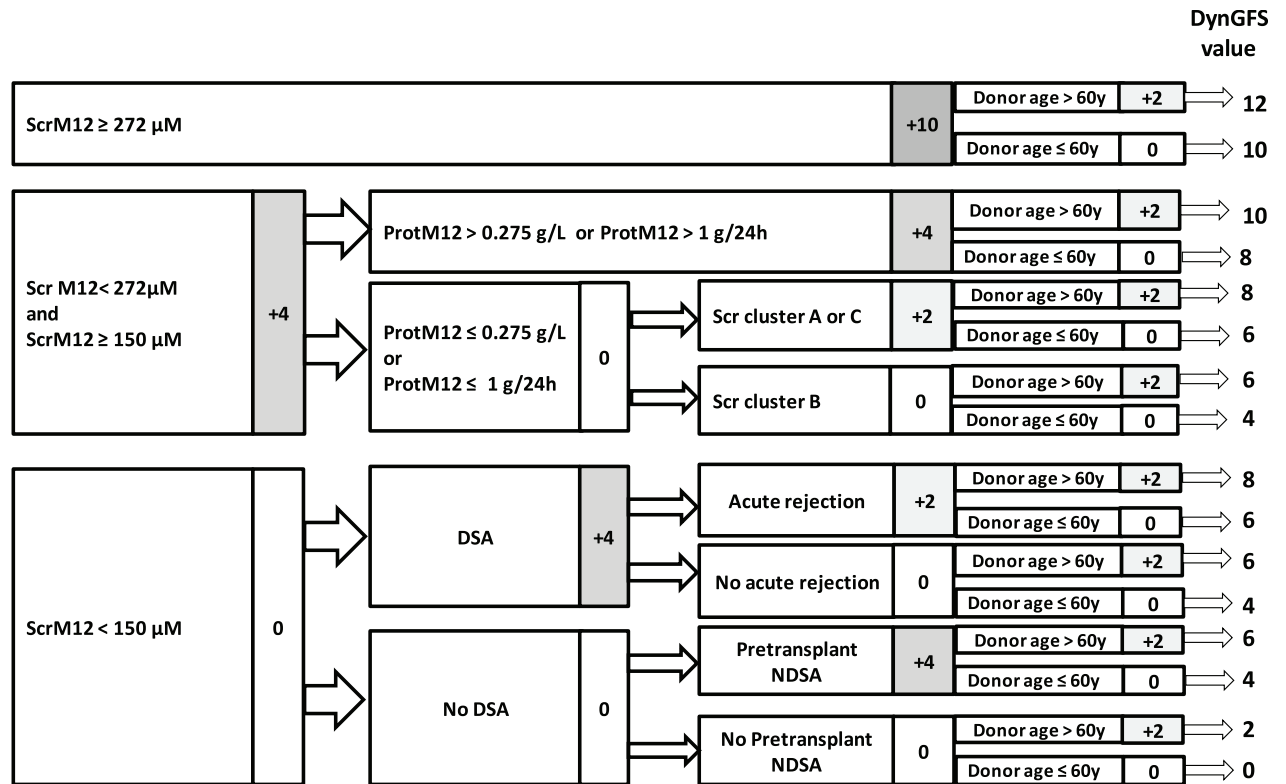 DynGFS
value
ScrM12 ≥ 272 µM
+10
Donor age > 60y
+2
12
Donor age ≤ 60y
0
10
Scr M12< 272µM
and
ScrM12 ≥ 150 µM
+4
ProtM12 > 0.275 g/L or ProtM12 > 1 g/24h
+4
Donor age > 60y
+2
10
Donor age ≤ 60y
0
8
ProtM12 ≤ 0.275 g/L
or
ProtM12 ≤ 1 g/24h
0
Scr cluster A or C
+2
Donor age > 60y
+2
8
Donor age ≤ 60y
0
6
Scr cluster B
0
Donor age > 60y
+2
6
Donor age ≤ 60y
0
4
ScrM12 < 150 µM
0
DSA
+4
Acute rejection
+2
Donor age > 60y
+2
8
Donor age ≤ 60y
0
6
No acute rejection
0
Donor age > 60y
+2
6
Donor age ≤ 60y
0
4
No DSA
0
Pretransplant
NDSA
+4
Donor age > 60y
+2
6
Donor age ≤ 60y
0
4
No Pretransplant
NDSA
0
Donor age > 60y
+2
2
Donor age ≤ 60y
0
0